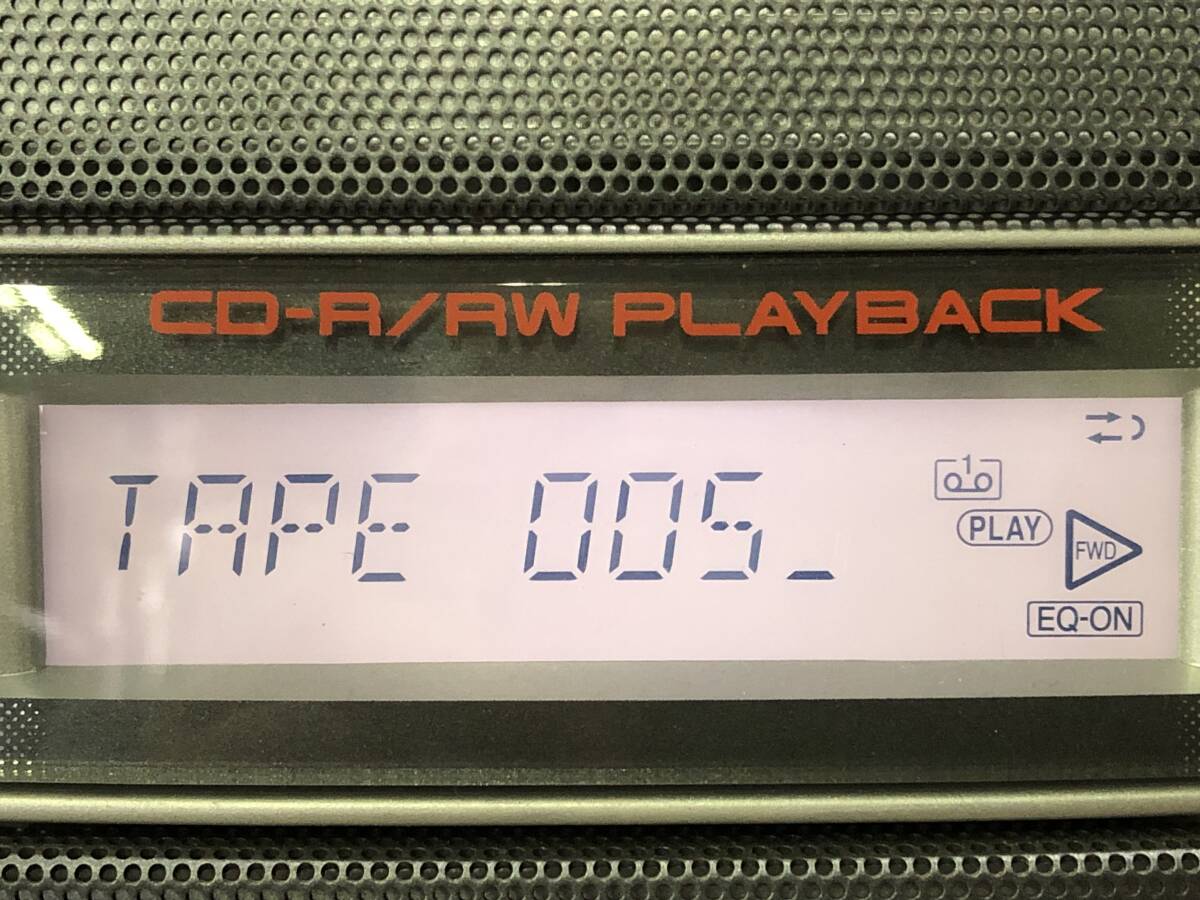 CD-R/RW PLAYBACK
1
TAPE 005_
PLAY
FWD
EQ-ON